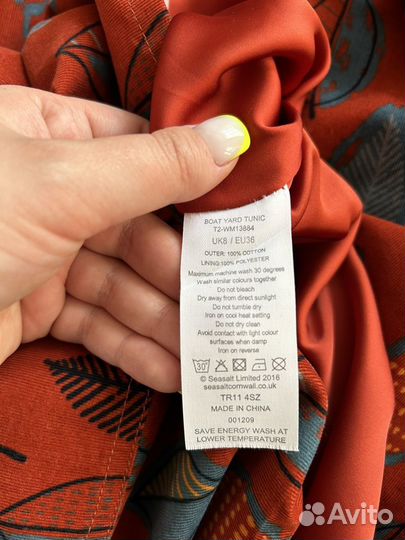 BOAT YARD TUNIC
T2-WM13884
UK8 / EU36
OUTER: 100% COTTON
LINING:100% POLYESTER
Maximum machine wash 30 degrees
Wash similar colours together
Do not bleach
Dry away from direct sunlight
Do not tumble dry
Iron on cool heat setting
Do not dry clean
Avoid contact with light colour
surfaces when damp
Iron on reverse
30°
© Seasalt Limited 2016
seasaltcornwall.co.uk
TR11 4SZ
MADE IN CHINA
001209
SAVE ENERGY WASH AT
LOWER TEMPERATURE
Avito